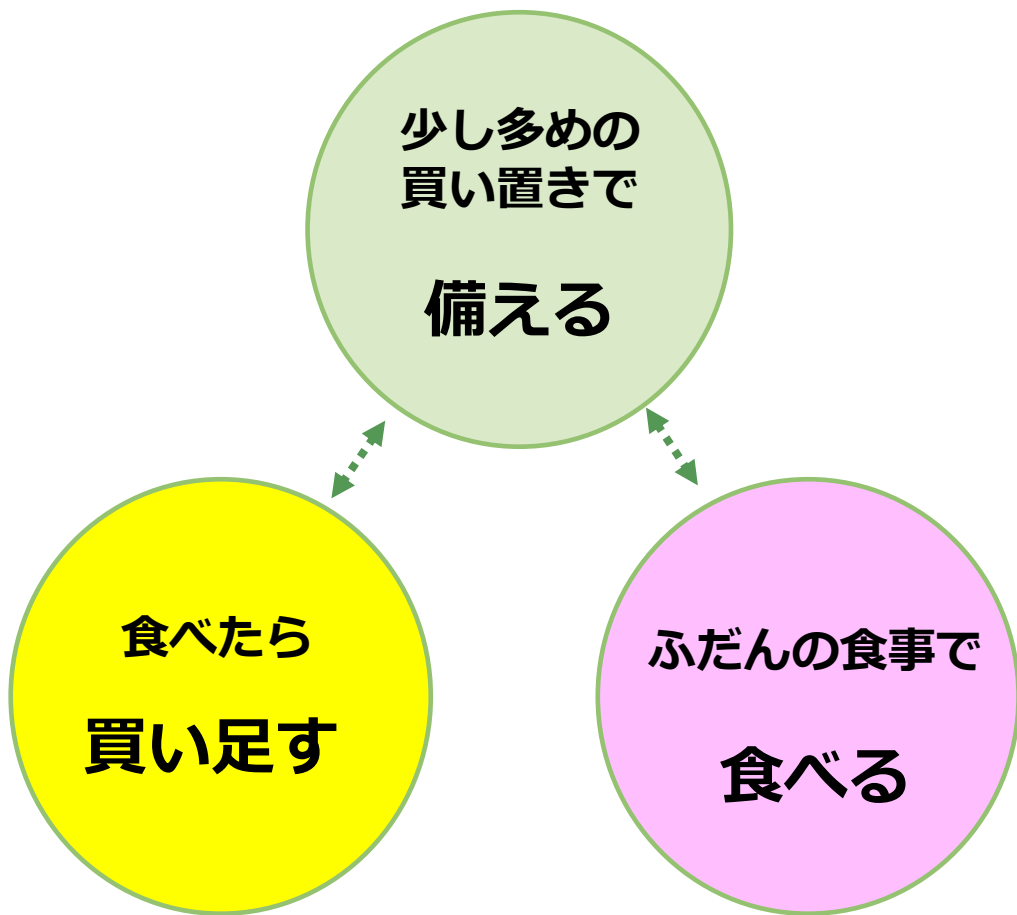 少し多めの
買い置きで
備える
食べたら
買い足す
ふだんの食事で
食べる